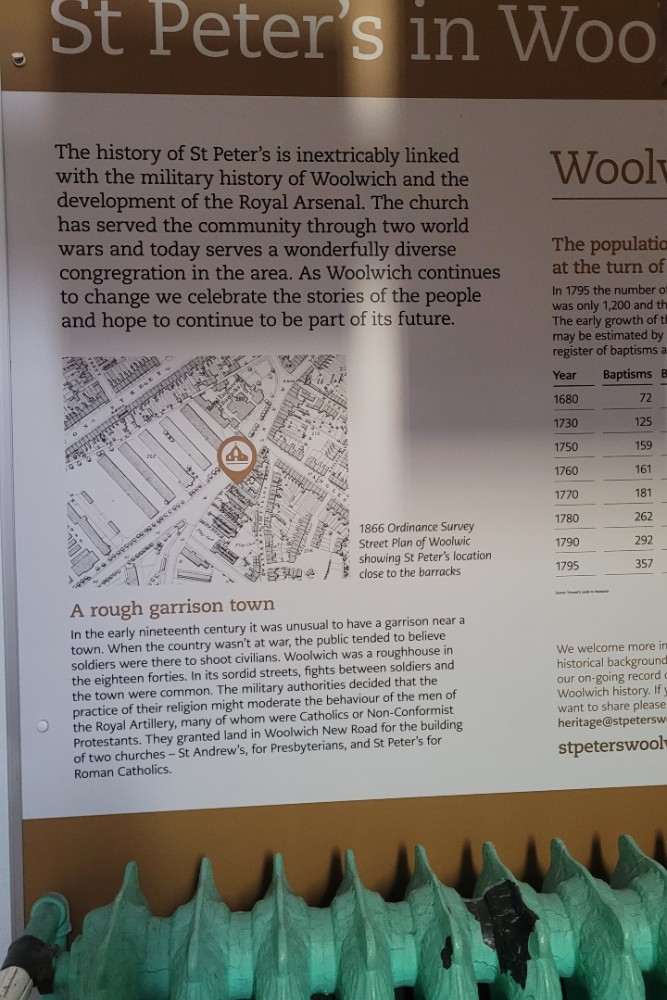 St Peter's in Woo
The history of St Peter's is inextricably linked
with the military history of Woolwich and the
development of the Royal Arsenal. The church
has served the community through two world
wars and today serves a wonderfully diverse
congregration in the area. As Woolwich continues
to change we celebrate the stories of the people
and hope to continue to be part of its future.
1866 Ordinance Survey
Street Plan of Woolwic
showing St Peter's location
close to the barracks
A rough garrison town
In the early nineteenth century it was unusual to have a garrison near a
town. When the country wasn't at war, the public tended to believe
soldiers were there to shoot civilians. Woolwich was a roughhouse in
the eighteen forties. In its sordid streets, fights between soldiers and
the town were common. The military authorities decided that the
practice of their religion might moderate the behaviour of the men of
the Royal Artillery, many of whom were Catholics or Non-Conformist
Protestants. They granted land in Woolwich New Road for the building
of two churches – St Andrew's, for Presbyterians, and St Peter's for
Roman Catholics.
Woolw
The populatio
at the turn of
In 1795 the number o
was only 1,200 and th
The early growth of t
may be estimated by
register of baptisms a
Year Baptisms B
1680 72
1730 125
1750 159
1760 161
1770 181
1780 262
1790 292
1795 357
We welcome more in
historical background
our on-going record o
Woolwich history. If y
want to share please
heritage@stpetersw
stpeterswoolw